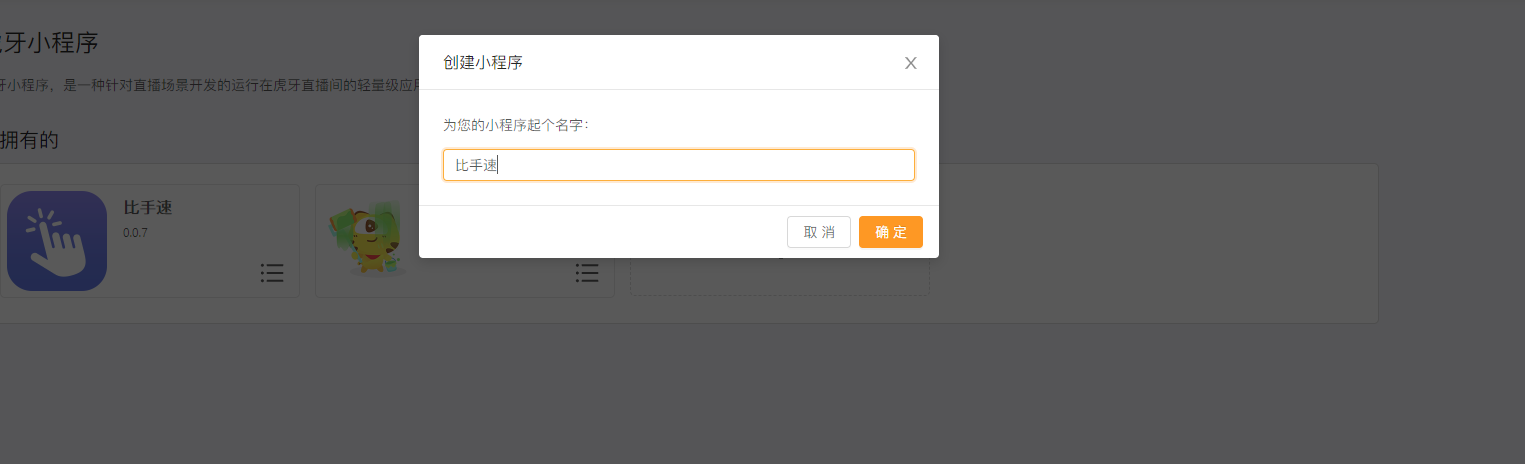 牙小程序
创建小程序
牙小程序，是一种针对直播场景开发的运行在虎牙直播间的轻量级应用
为您的小程序起个名字：
拥有的
比手速
比手速
0.0.7
取 消
确 定